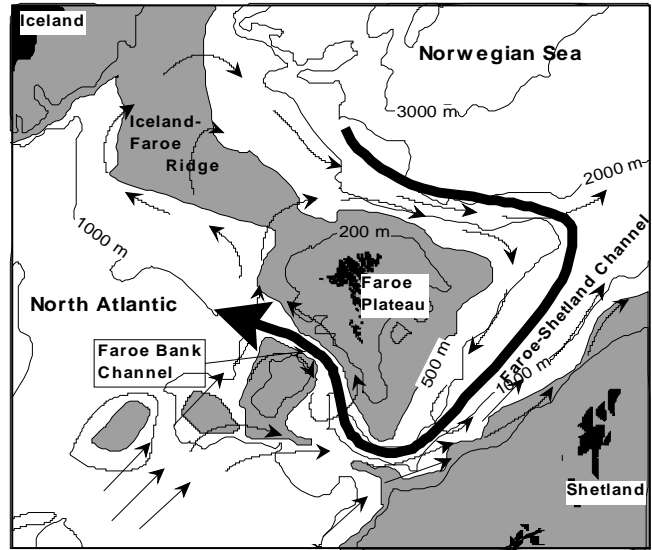 Iceland
Norwegian Sea
3000 m
Iceland-
Faroe
Ridge
2000 m
1000 m
200 m
Faroe
Plateau
North Atlantic
Faroe-Shetland Channel
Faroe Bank
Channel
500 m
1000 m
Shetland